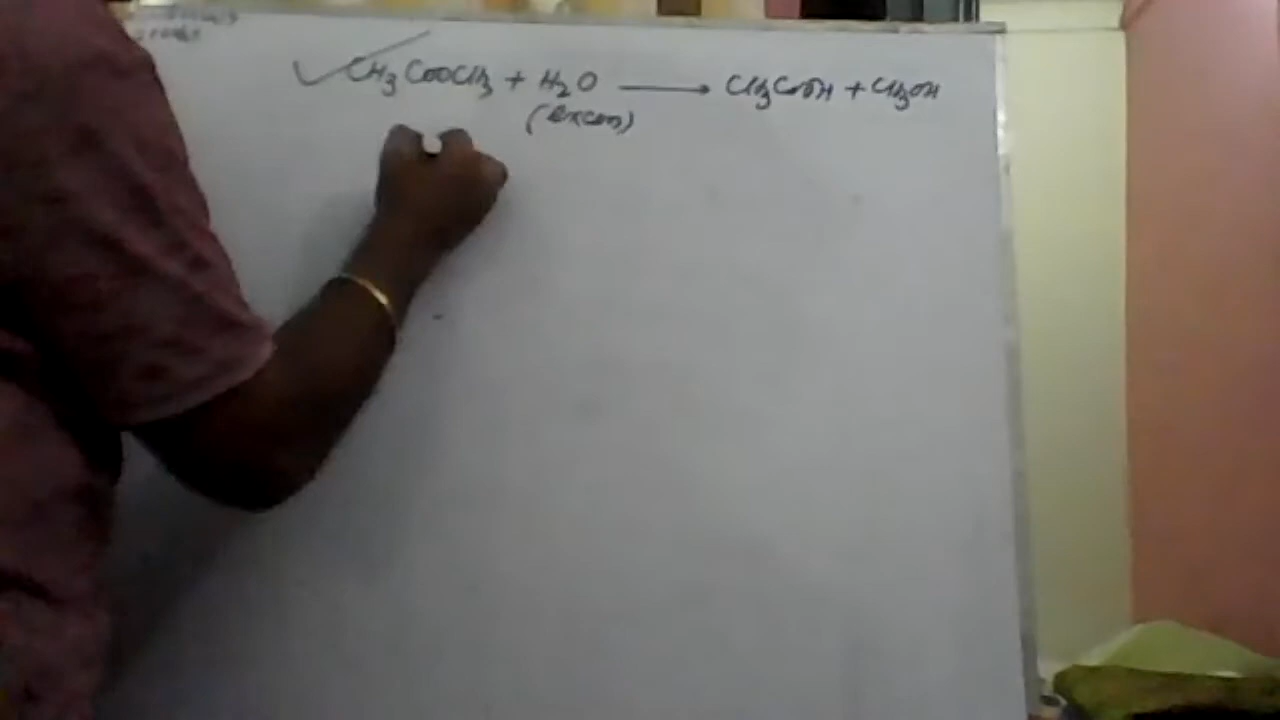 CH3COOCH3 + H2O ⟶ CH3COOH + CH3OH
(excess)